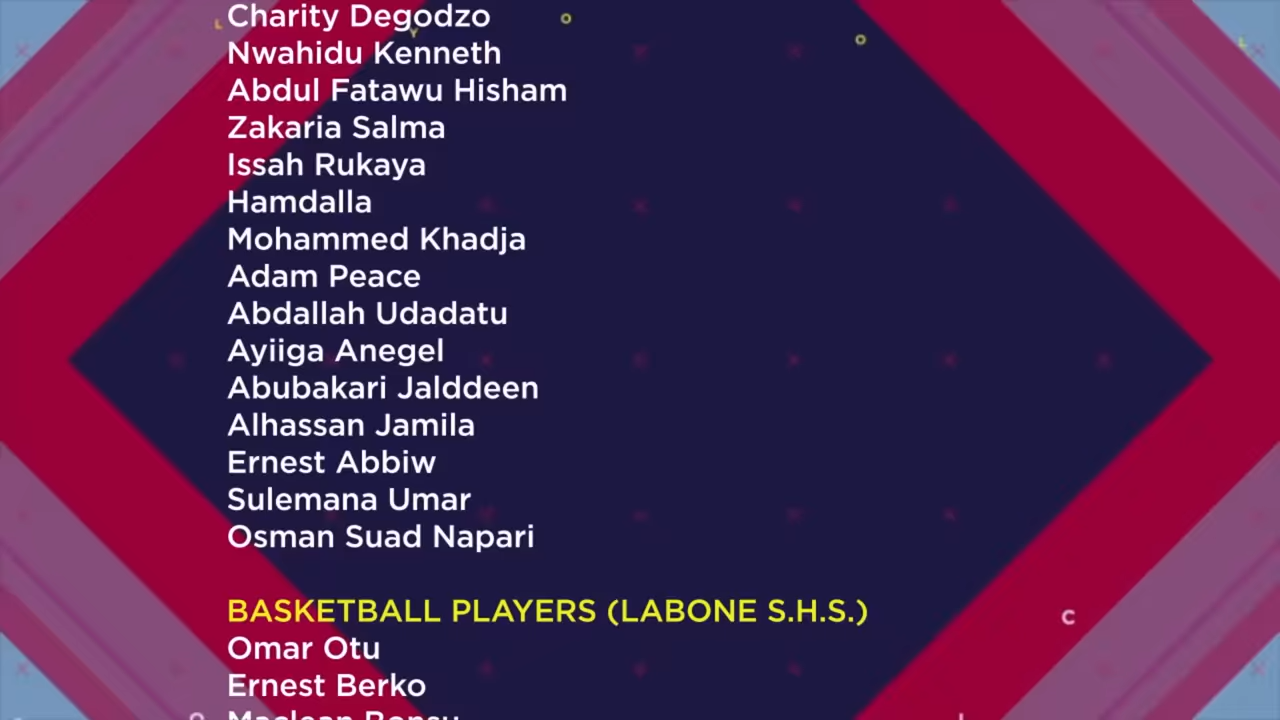 Charity Degodzo
Nwahidu Kenneth
Abdul Fatawu Hisham
Zakaria Salma
Issah Rukaya
Hamdalla
Mohammed Khadja
Adam Peace
Abdallah Udadatu
Ayiiga Anegel
Abubakari Jalddeen
Alhassan Jamila
Ernest Abbiw
Sulemana Umar
Osman Suad Napari
BASKETBALL PLAYERS (LABONE S.H.S.)
Omar Otu
Ernest Berko